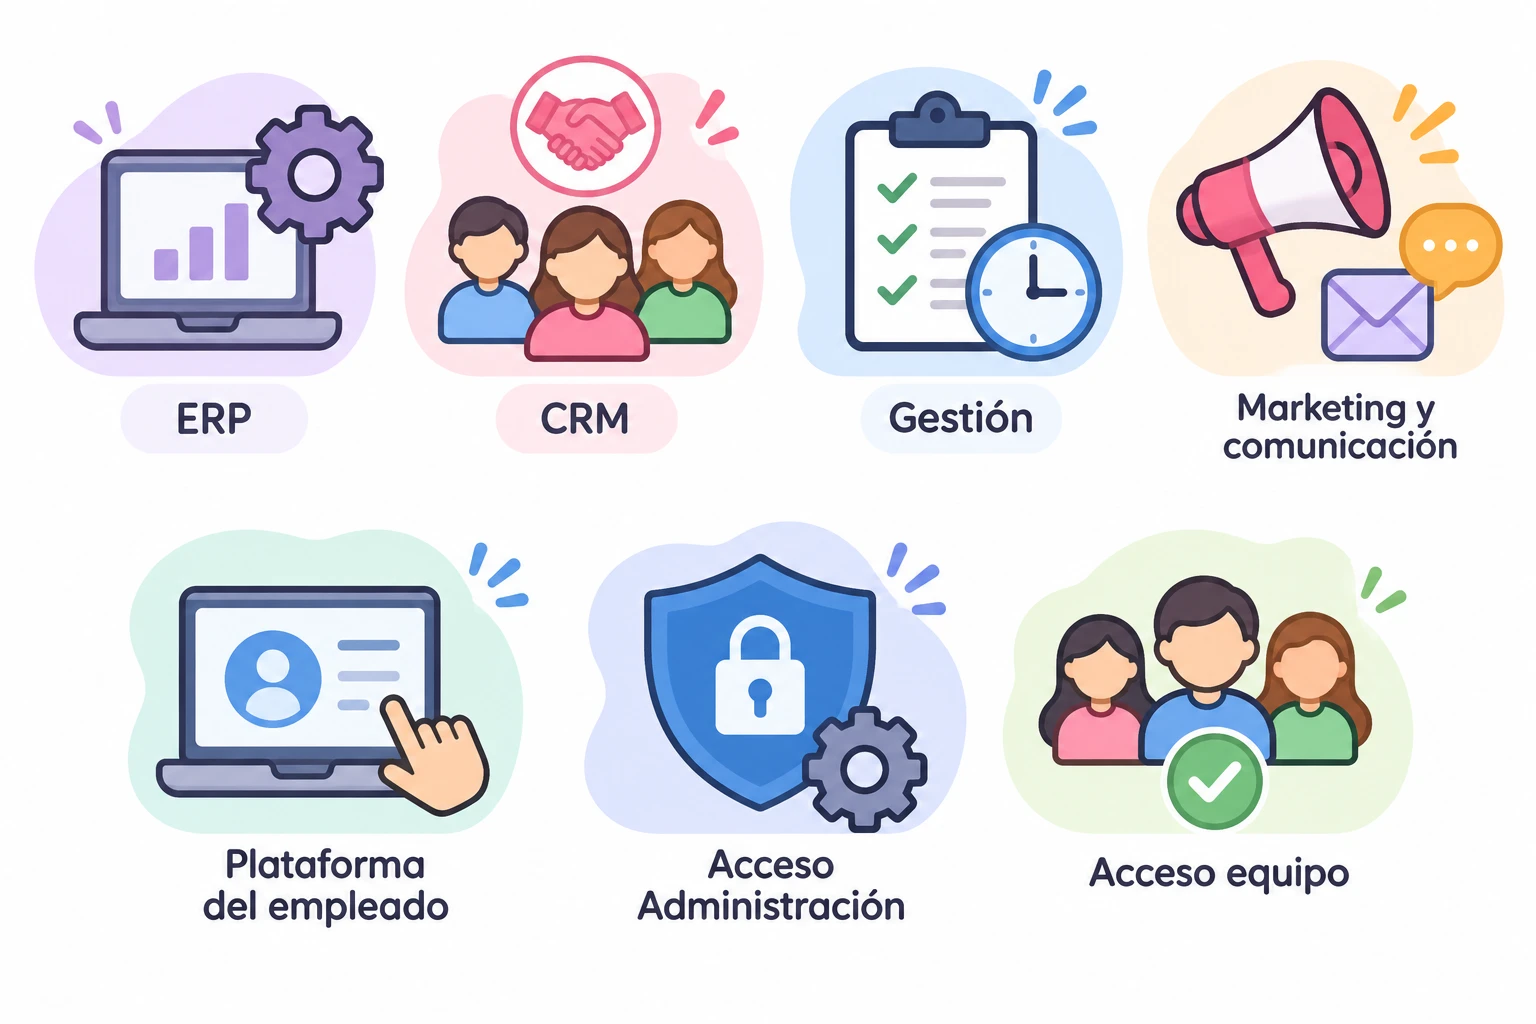 ERP
CRM
Gestión
Marketing y
comunicación
Plataforma
del empleado
Acceso
Administración
Acceso equipo